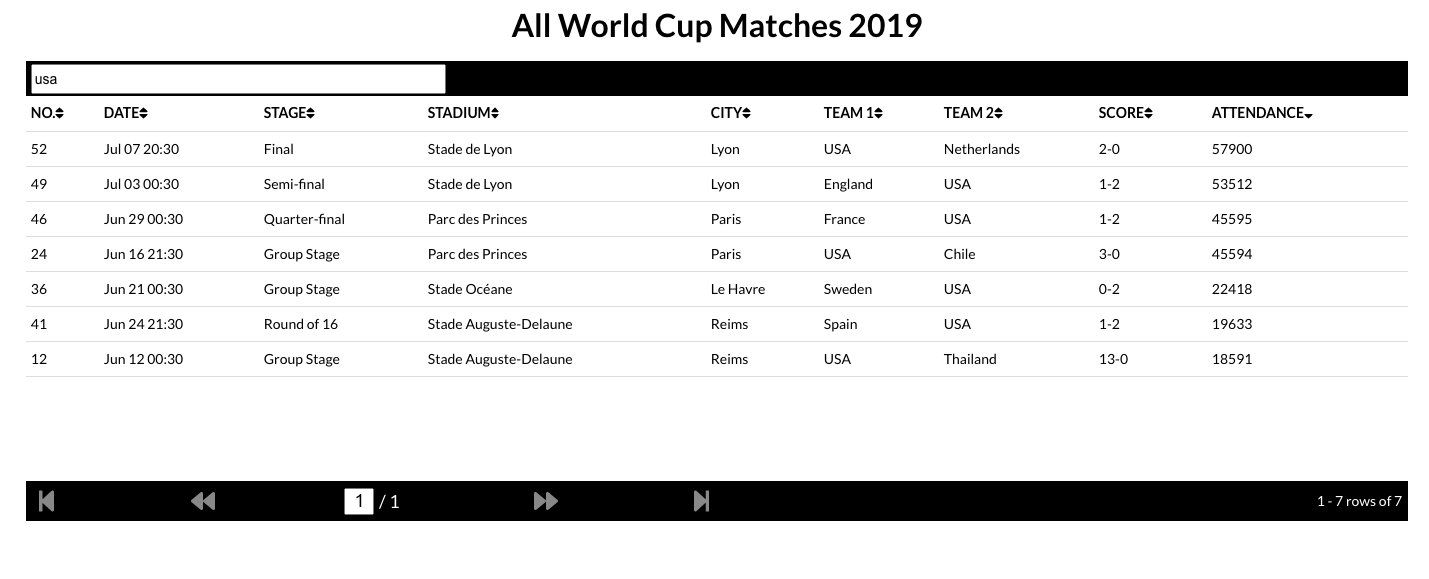 All World Cup Matches 2019
usa
NO. DATE STAGE STADIUM CITY TEAM 1 TEAM 2 SCORE ATTENDANCE
52 Jul 07 20:30 Final Stade de Lyon Lyon USA Netherlands 2-0 57900
49 Jul 03 00:30 Semi-final Stade de Lyon Lyon England USA 1-2 53512
46 Jun 29 00:30 Quarter-final Parc des Princes Paris France USA 1-2 45595
24 Jun 16 21:30 Group Stage Parc des Princes Paris USA Chile 3-0 45594
36 Jun 21 00:30 Group Stage Stade Océane Le Havre Sweden USA 0-2 22418
41 Jun 24 21:30 Round of 16 Stade Auguste-Delaune Reims Spain USA 1-2 19633
12 Jun 12 00:30 Group Stage Stade Auguste-Delaune Reims USA Thailand 13-0 18591
1 / 1 1 - 7 rows of 7